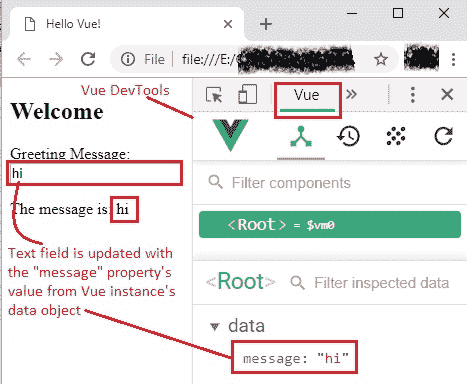 Hello Vue!
File file:///E:/
Vue DevTools
Vue
Welcome
Greeting Message:
hi
The message is: hi
Filter components
<Root> = $vm0
Text field is updated with
the "message" property's
value from Vue instance's
data object
<Root> Filter inspected data
data
message: "hi"